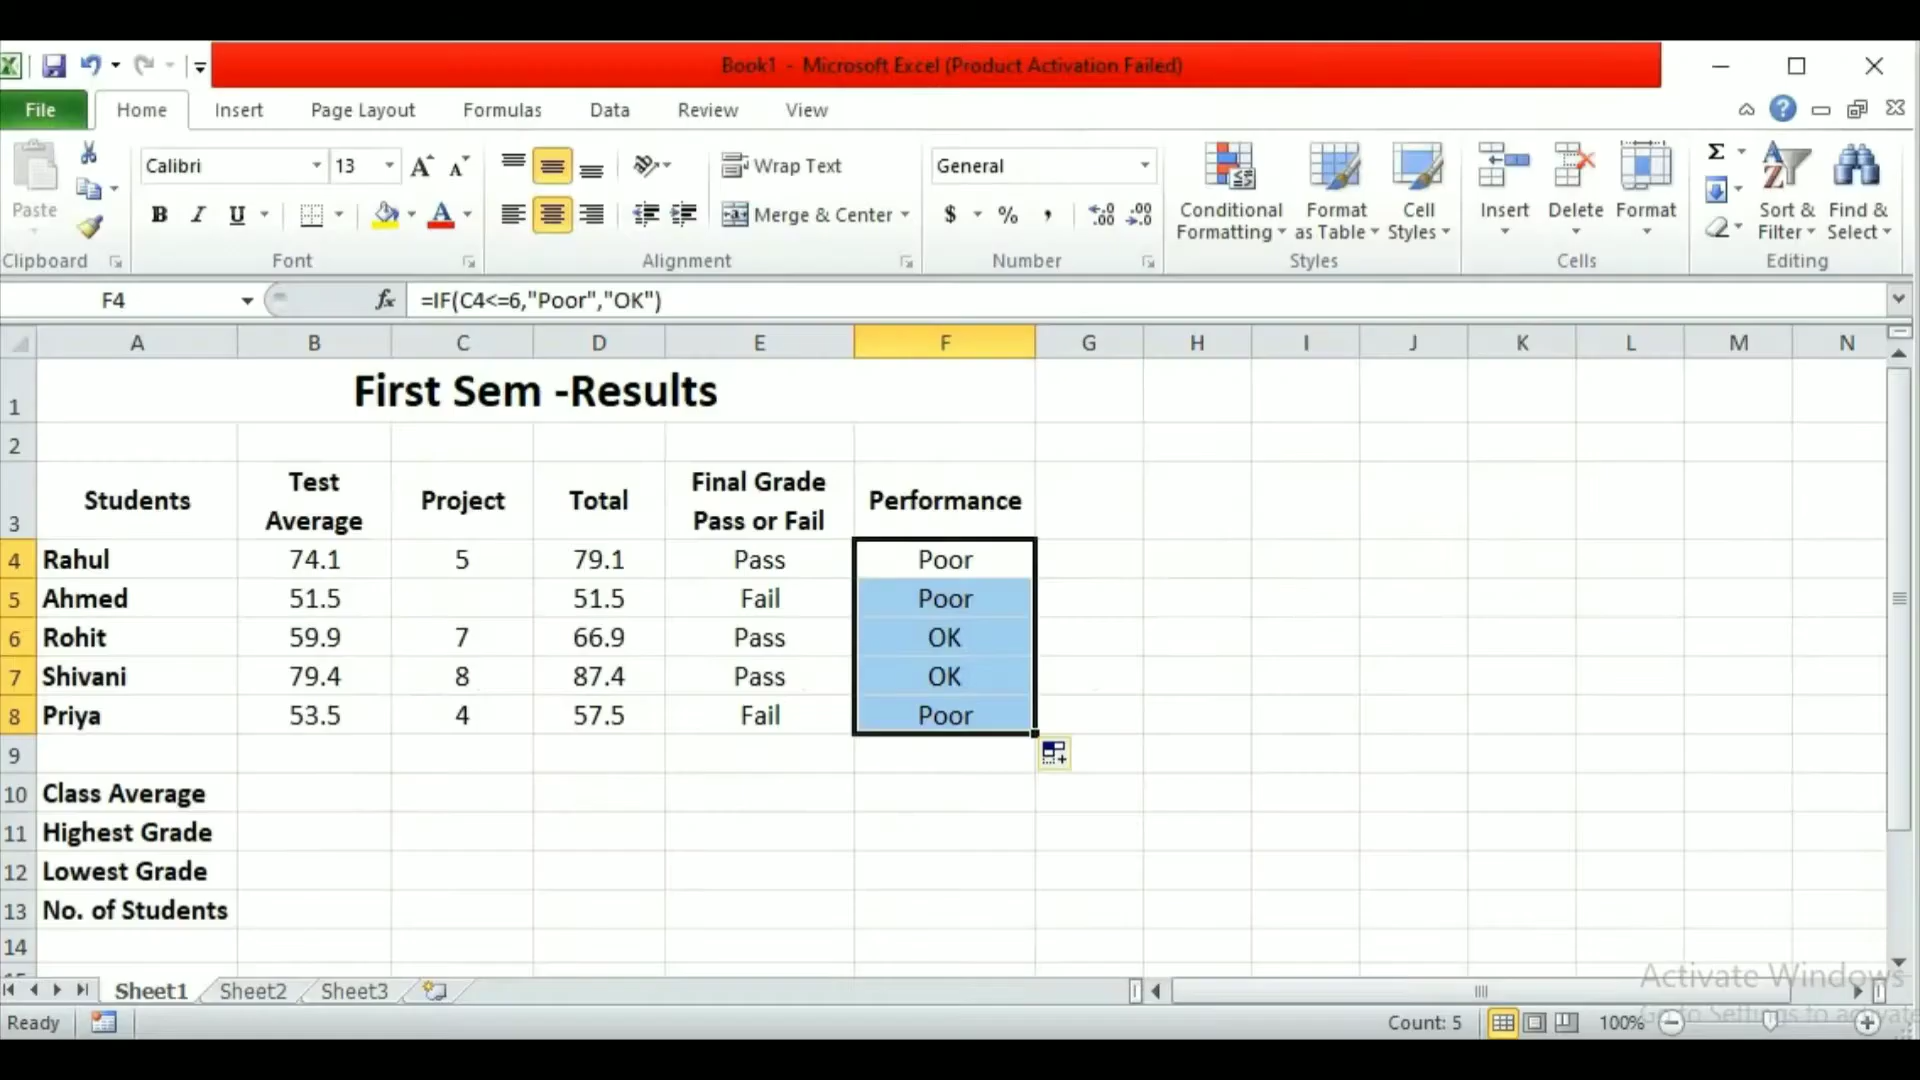 Book1 - Microsoft Excel (Product Activation Failed)
File Home Insert Page Layout Formulas Data Review View
Paste
Calibri 13
Wrap Text
General
B I U
Merge & Center
$ % ,
Conditional Formatting
Format as Table
Cell Styles
Insert Delete Format
Sort & Filter
Find & Select
Clipboard Font Alignment Number Styles Cells Editing
F4 fx =IF(C4<=6,"Poor","OK")
A B C D E F G H I J K L M N
1 First Sem -Results
2
3 Students Test Average Project Total Final Grade Pass or Fail Performance
4 Rahul 74.1 5 79.1 Pass Poor
5 Ahmed 51.5 51.5 Fail Poor
6 Rohit 59.9 7 66.9 Pass OK
7 Shivani 79.4 8 87.4 Pass OK
8 Priya 53.5 4 57.5 Fail Poor
9
10 Class Average
11 Highest Grade
12 Lowest Grade
13 No. of Students
14
Activate Windows
Sheet1 Sheet2 Sheet3
Go to Settings to activate
Ready Count: 5 100%